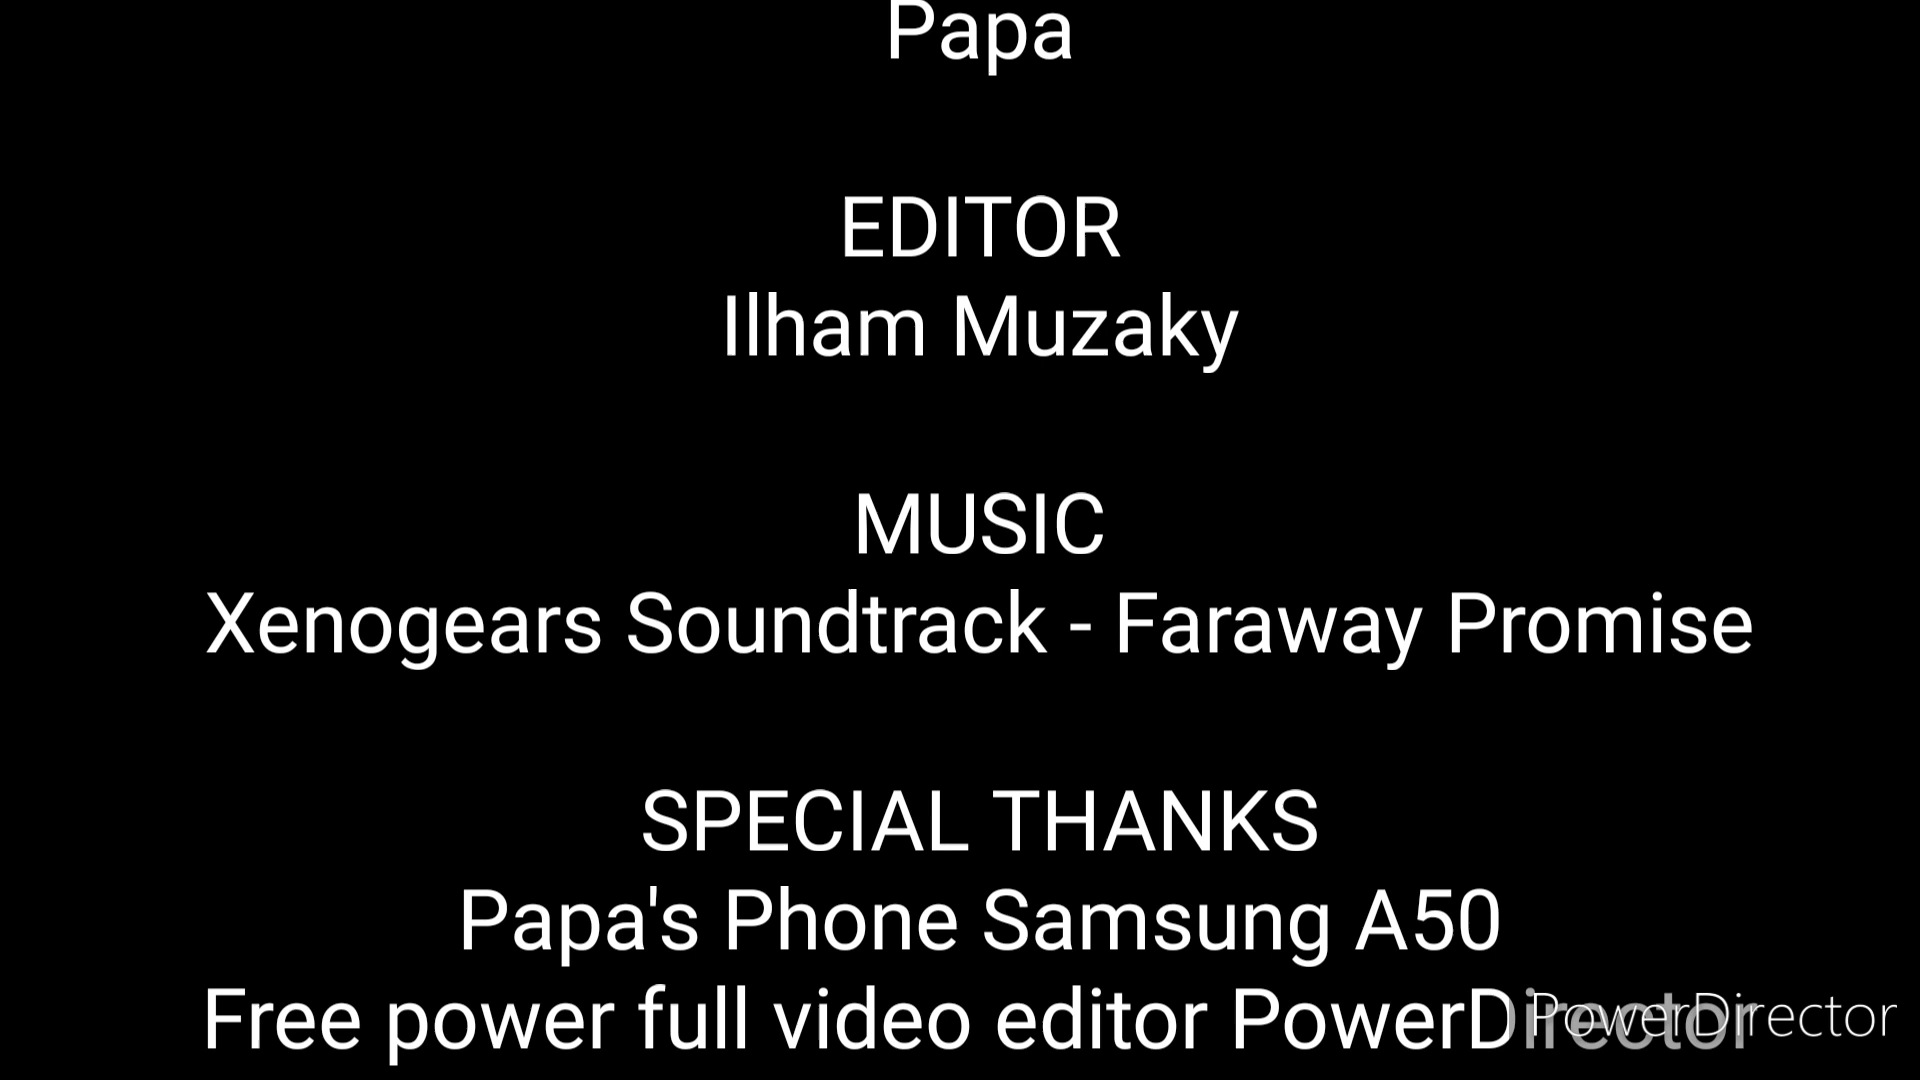 Papa
EDITOR
Ilham Muzaky
MUSIC
Xenogears Soundtrack - Faraway Promise
SPECIAL THANKS
Papa's Phone Samsung A50
Free power full video editor PowerDirector
PowerDirector